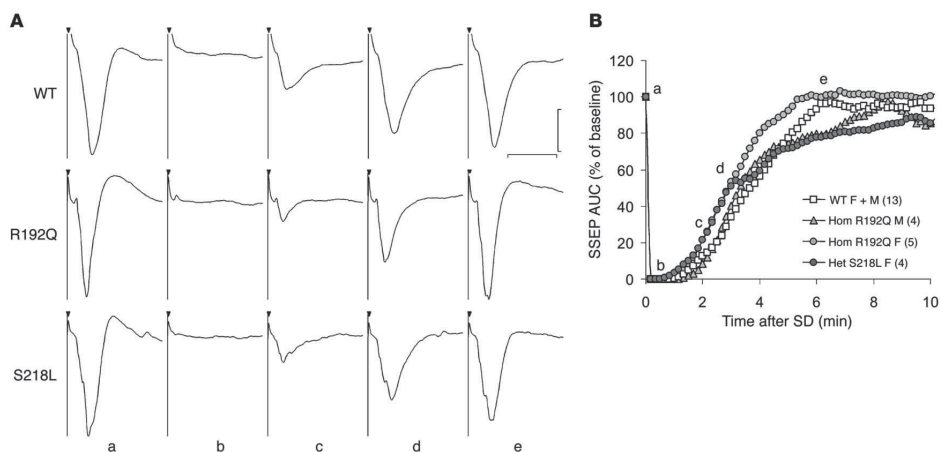 A
WT
R192Q
S218L
a b c d e
B
SSEP AUC (% of baseline)
120
100
80
60
40
20
0
a
b
c
d
e
WT F + M (13)
Hom R192Q M (4)
Hom R192Q F (5)
Het S218L F (4)
0 2 4 6 8 10
Time after SD (min)